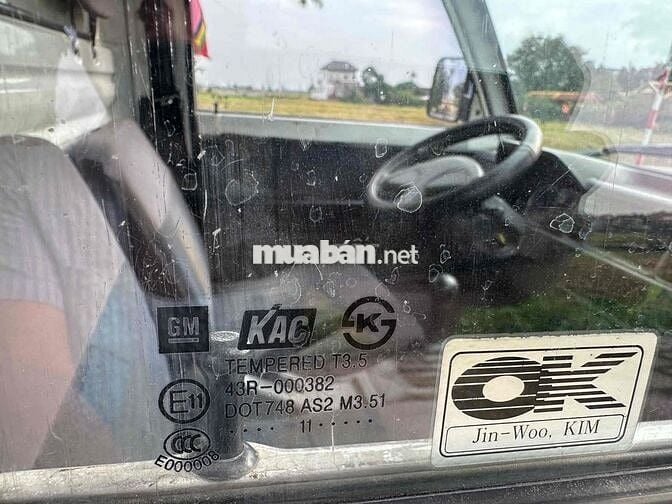 muabán.net
GM KAC K
TEMPERED T3.5
43R-000382
DOT748 AS2 M3.51
.... 11 .....
E11
CCC
E000008
OK
Jin-Woo, KIM